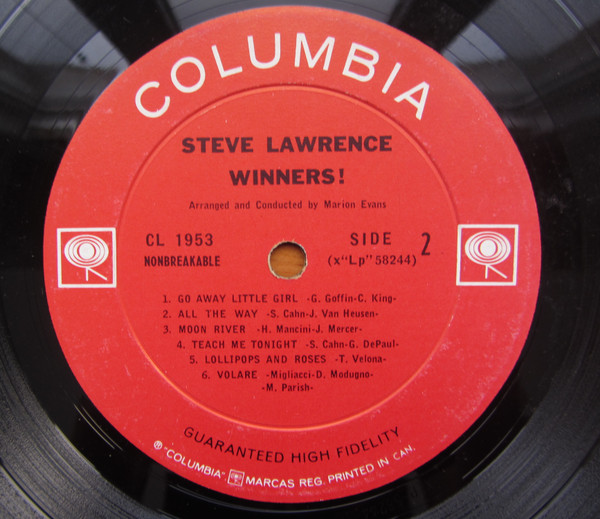 COLUMBIA
STEVE LAWRENCE
WINNERS!
Arranged and Conducted by Marion Evans
CL 1953
NONBREAKABLE
SIDE 2
(x“Lp”58244)
1. GO AWAY LITTLE GIRL -G. Goffin-C. King-
2. ALL THE WAY -S. Cahn-J. Van Heusen-
3. MOON RIVER -H. Mancini-J. Mercer-
4. TEACH ME TONIGHT -S. Cahn-G. DePaul-
5. LOLLIPOPS AND ROSES -T. Velona-
6. VOLARE -Migliacci-D. Modugno-
-M. Parish-
GUARANTEED HIGH FIDELITY
® "COLUMBIA" MARCAS REG. PRINTED IN CAN.